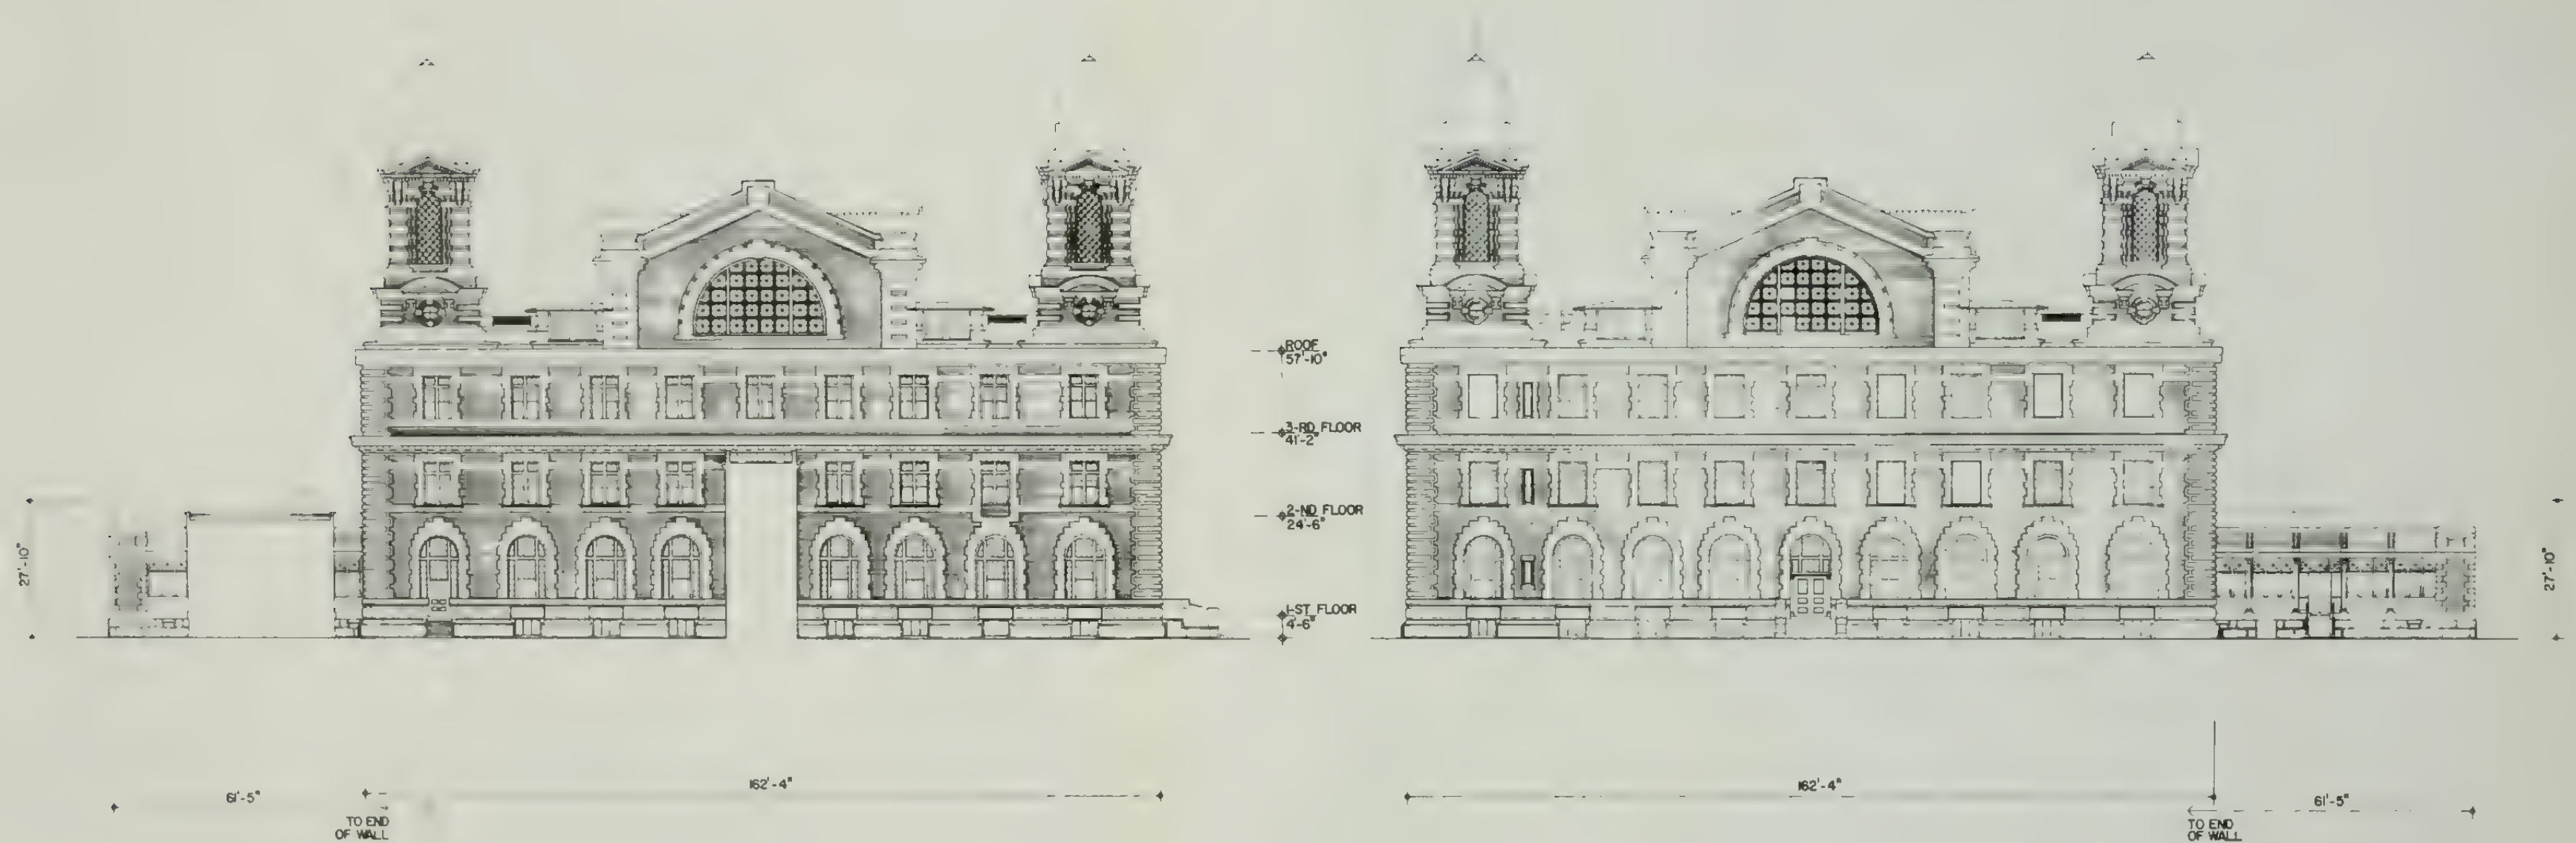 ROOF
57'-10"
3-RD FLOOR
41'-2"
2-ND FLOOR
24'-6"
1-ST FLOOR
4'-6"
27'-10"
27'-10"
61'-5"
162'-4"
TO END
OF WALL
162'-4"
61'-5"
TO END
OF WALL